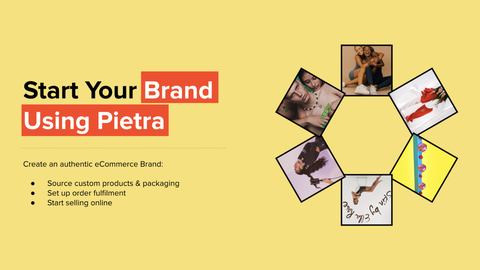 Start Your Brand
Using Pietra
Create an authentic eCommerce Brand:
● Source custom products & packaging
● Set up order fulfilment
● Start selling online